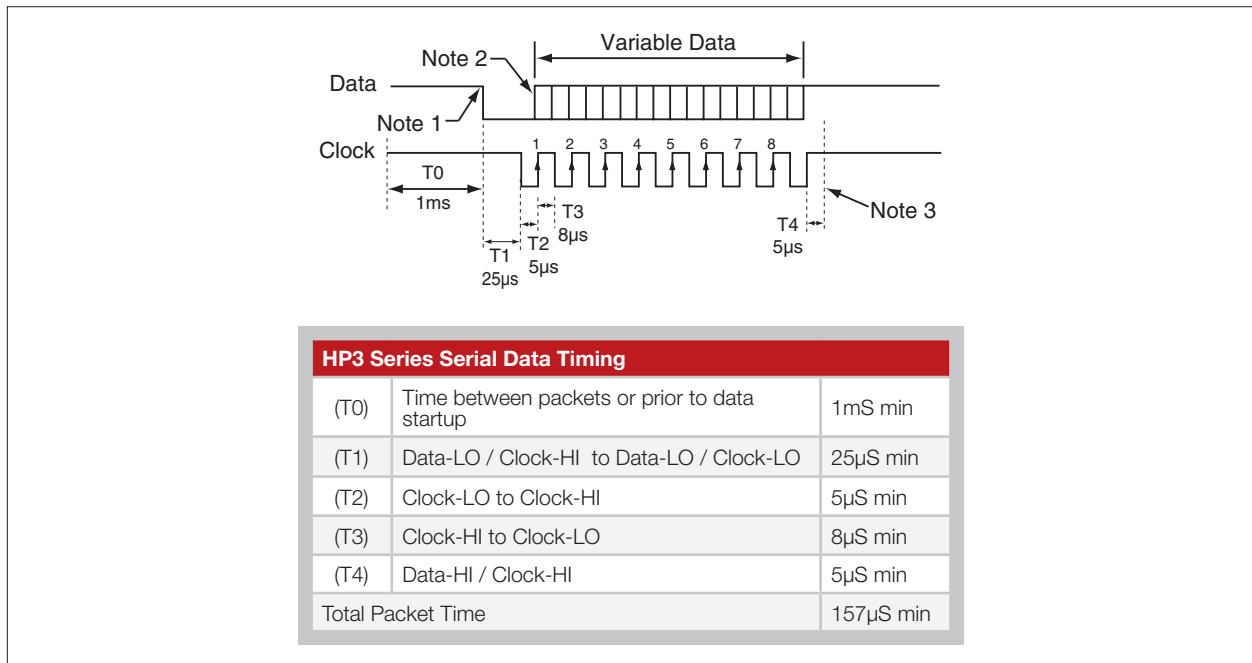 Variable Data
Note 2
Data
Note 1
Clock
1 2 3 4 5 6 7 8
T0
1ms
T3
8µs
Note 3
T4
5µs
T2
5µs
T1
25µs
HP3 Series Serial Data Timing
(T0) Time between packets or prior to data
startup 1mS min
(T1) Data-LO / Clock-HI to Data-LO / Clock-LO 25µS min
(T2) Clock-LO to Clock-HI 5µS min
(T3) Clock-HI to Clock-LO 8µS min
(T4) Data-HI / Clock-HI 5µS min
Total Packet Time 157µS min